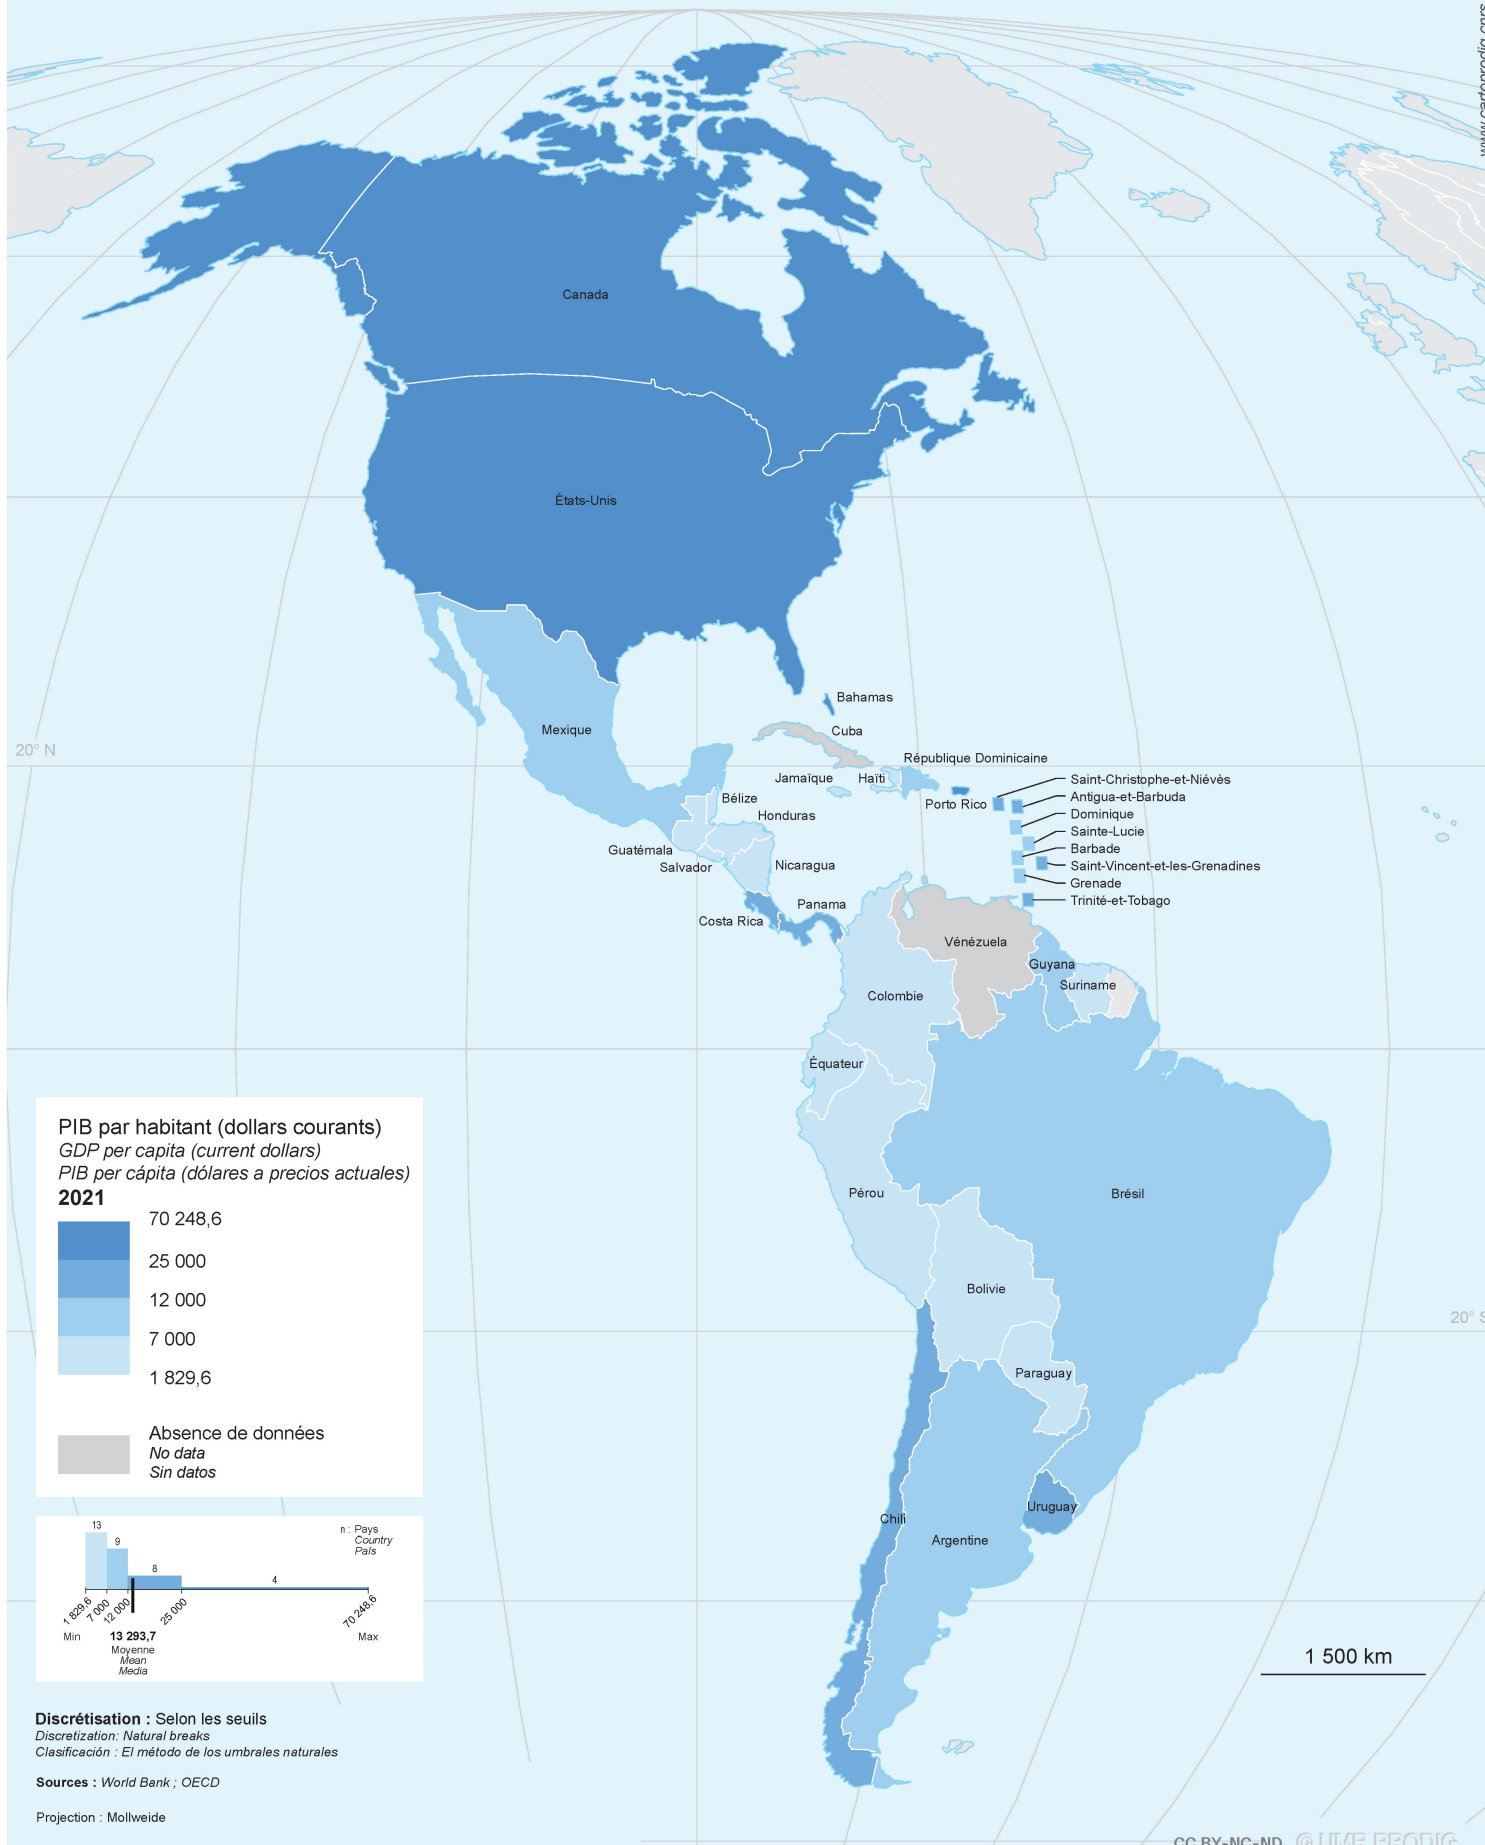 www.cartoprodig.cnrs
Canada
États-Unis
Bahamas
Mexique
Cuba
20° N
République Dominicaine
Jamaïque
Haïti
Saint-Christophe-et-Niévès
Bélize
Porto Rico
Antigua-et-Barbuda
Honduras
Dominique
Sainte-Lucie
Guatémala
Barbade
Salvador
Nicaragua
Saint-Vincent-et-les-Grenadines
Grenade
Panama
Trinité-et-Tobago
Costa Rica
Vénézuela
Guyana
Suriname
Colombie
Équateur
Pérou
Brésil
Bolivie
20° S
Paraguay
Uruguay
Chili
Argentine
PIB par habitant (dollars courants)
GDP per capita (current dollars)
PIB per cápita (dólares a precios actuales)
2021
70 248,6
25 000
12 000
7 000
1 829,6
Absence de données
No data
Sin datos
13
9
8
4
n : Pays
Country
País
1 829,6
7 000
12 000
25 000
70 248,6
Min
13 293,7
Max
Moyenne
Mean
Media
1 500 km
Discrétisation : Selon les seuils
Discretization: Natural breaks
Clasificación : El método de los umbrales naturales
Sources : World Bank ; OECD
Projection : Mollweide
CC BY-NC-ND © UMR PRODIG